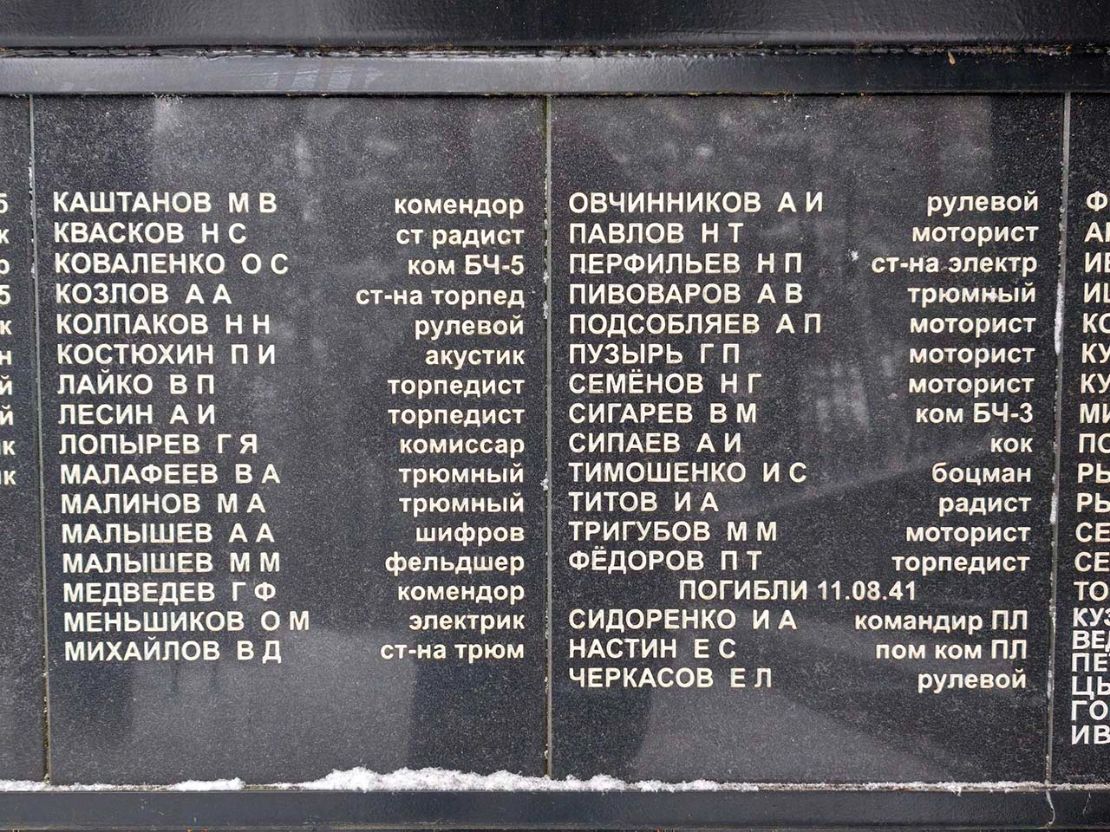 КАШТАНОВ М В комендор
КВАСКОВ Н С ст радист
КОВАЛЕНКО О С ком БЧ-5
КОЗЛОВ А А ст-на торпед
КОЛПАКОВ Н Н рулевой
КОСТЮХИН П И акустик
ЛАЙКО В П торпедист
ЛЕСИН А И торпедист
ЛОПЫРЕВ Г Я комиссар
МАЛАФЕЕВ В А трюмный
МАЛИНОВ М А трюмный
МАЛЫШЕВ А А шифров
МАЛЫШЕВ М М фельдшер
МЕДВЕДЕВ Г Ф комендор
МЕНЬШИКОВ О М электрик
МИХАЙЛОВ В Д ст-на трюм
ОВЧИННИКОВ А И рулевой
ПАВЛОВ Н Т моторист
ПЕРФИЛЬЕВ Н П ст-на электр
ПИВОВАРОВ А В трюмный
ПОДСОБЛЯЕВ А П моторист
ПУЗЫРЬ Г П моторист
СЕМЁНОВ Н Г моторист
СИГАРЕВ В М ком БЧ-3
СИПАЕВ А И кок
ТИМОШЕНКО И С боцман
ТИТОВ И А радист
ТРИГУБОВ М М моторист
ФЁДОРОВ П Т торпедист
ПОГИБЛИ 11.08.41
СИДОРЕНКО И А командир ПЛ
НАСТИН Е С пом ком ПЛ
ЧЕРКАСОВ Е Л рулевой